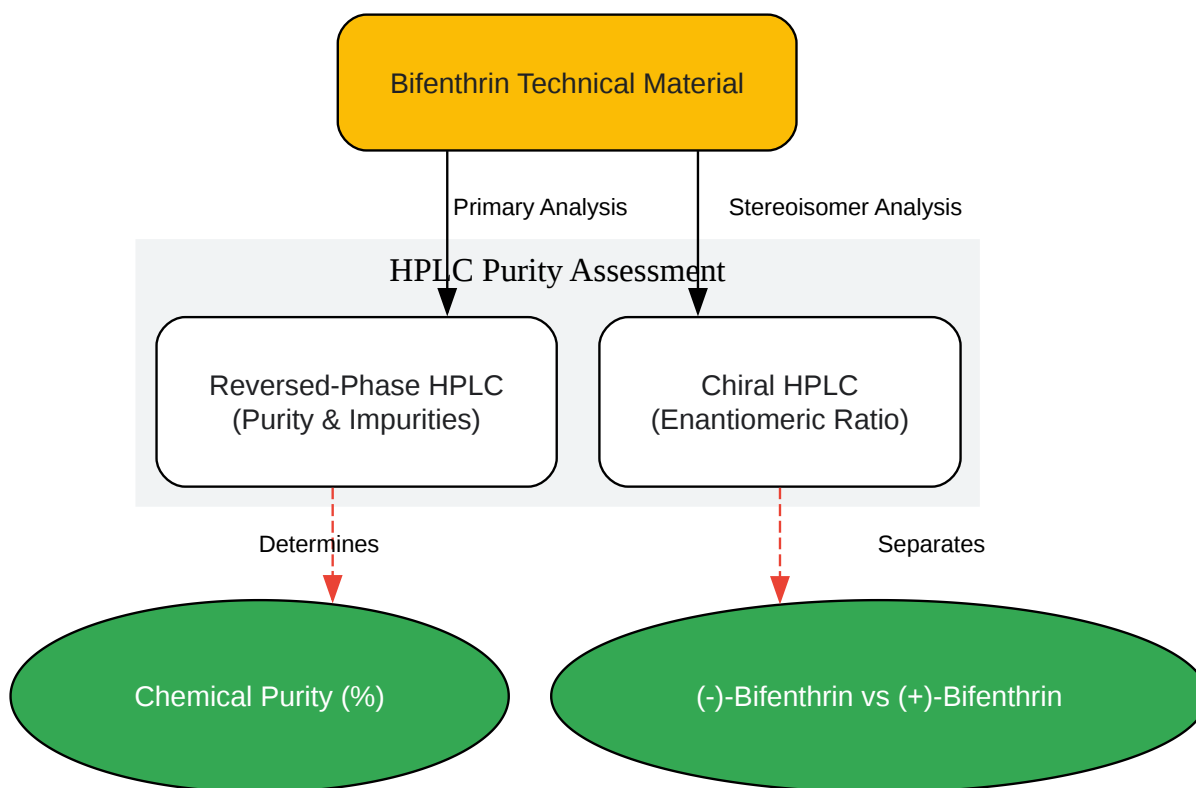 Bifenthrin Technical Material
Primary Analysis
Stereoisomer Analysis
HPLC Purity Assessment
Reversed-Phase HPLC
(Purity & Impurities)
Chiral HPLC
(Enantiomeric Ratio)
Determines
Separates
Chemical Purity (%)
(-)-Bifenthrin vs (+)-Bifenthrin